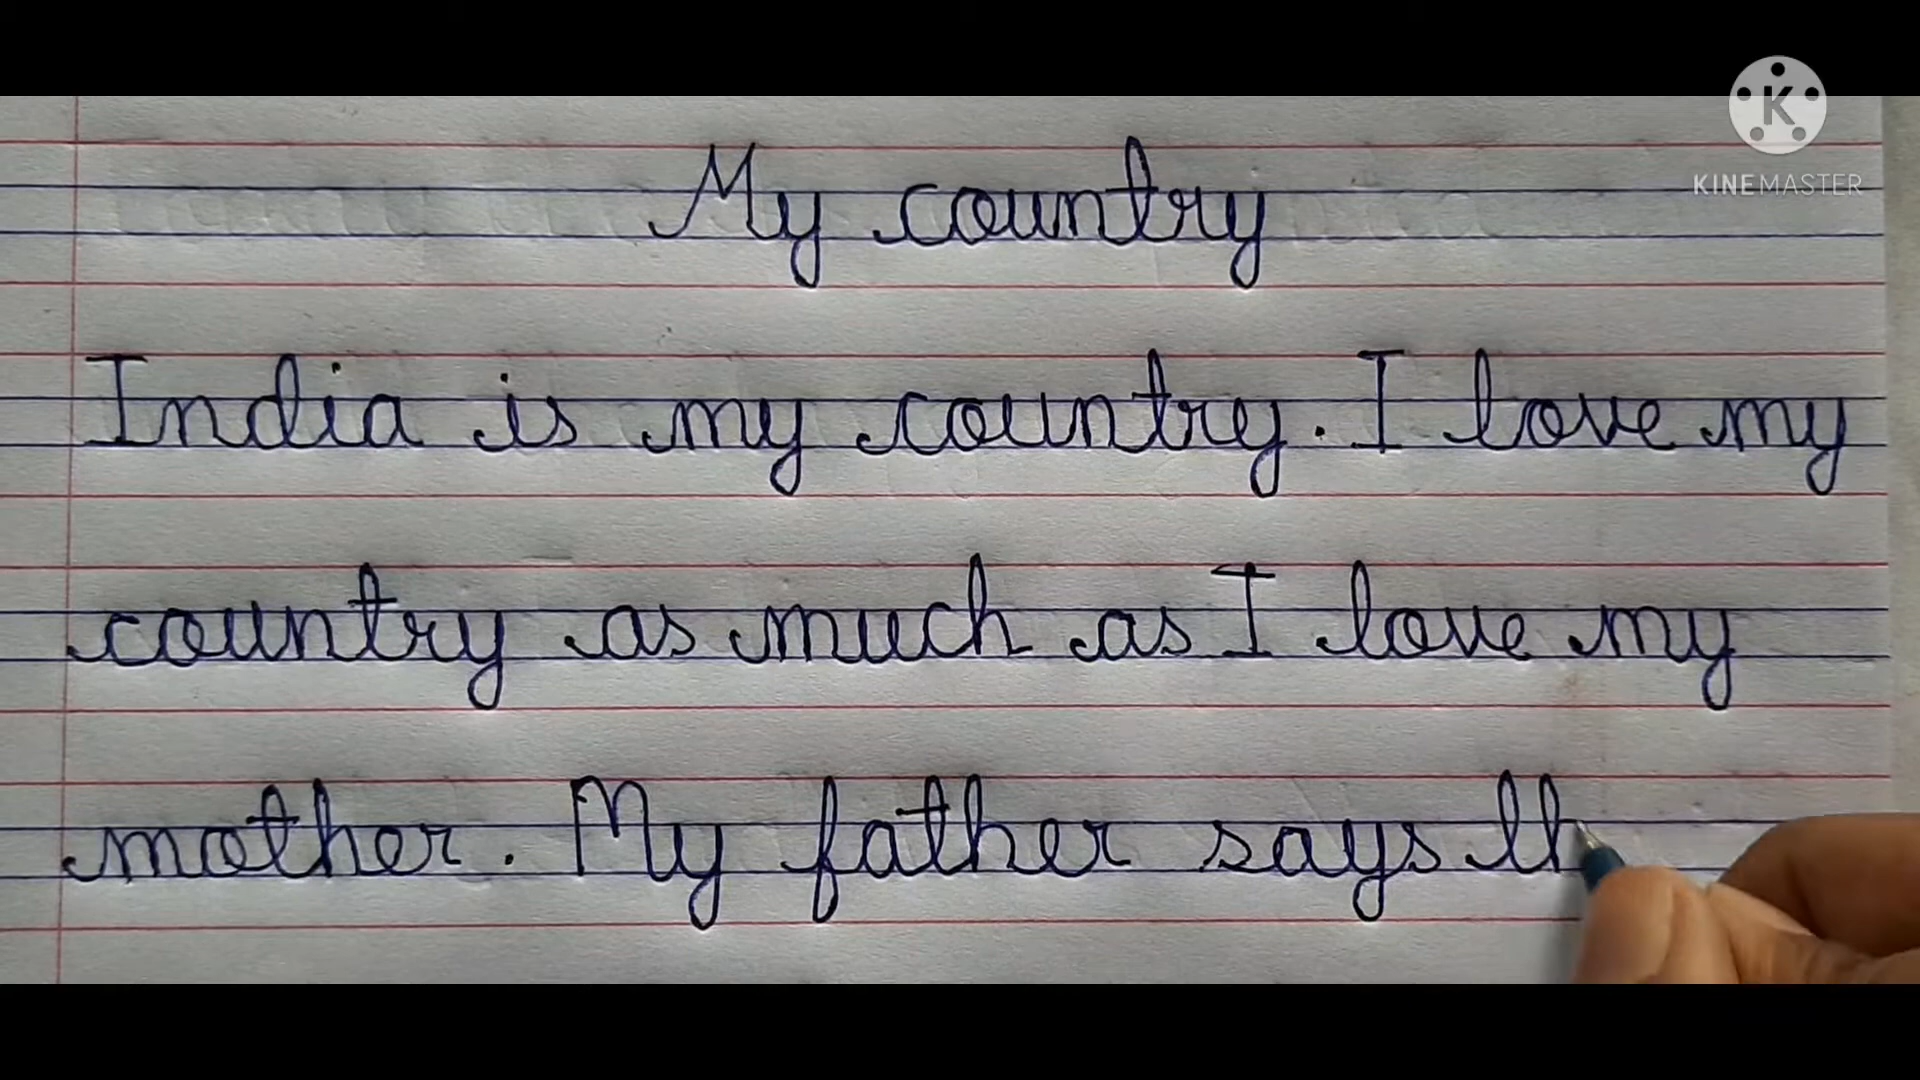 KINEMASTER
My country
India is my country. I love my
country as much as I love my
mother. My father says th